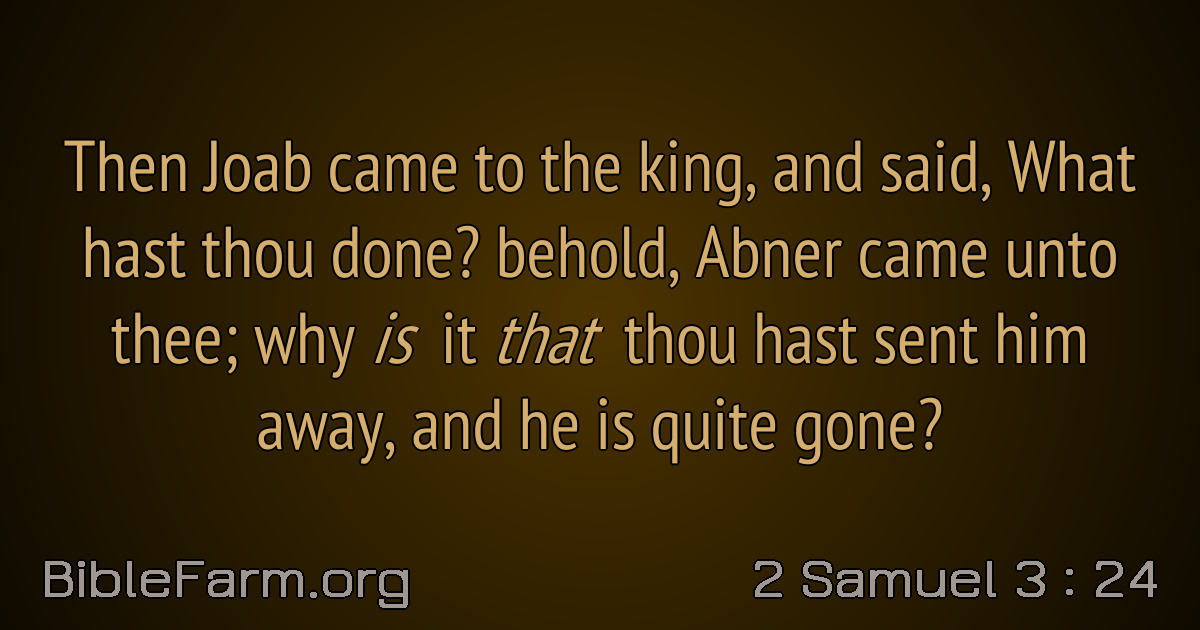 Then Joab came to the king, and said, What
hast thou done? behold, Abner came unto
thee; why is it that thou hast sent him
away, and he is quite gone?
BibleFarm.org
2 Samuel 3 : 24